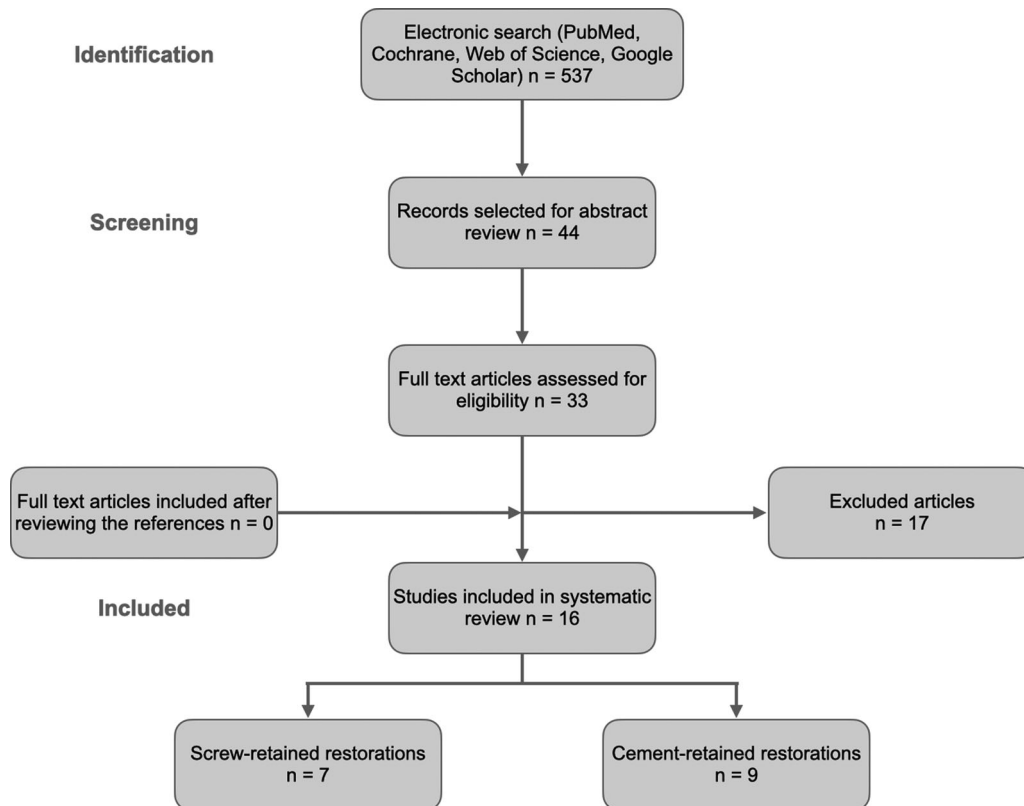 Identification
Electronic search (PubMed,
Cochrane, Web of Science, Google
Scholar) n = 537
Screening
Records selected for abstract
review n = 44
Full text articles assessed for
eligibility n = 33
Full text articles included after
reviewing the references n = 0
Excluded articles
n = 17
Included
Studies included in systematic
review n = 16
Screw-retained restorations
n = 7
Cement-retained restorations
n = 9